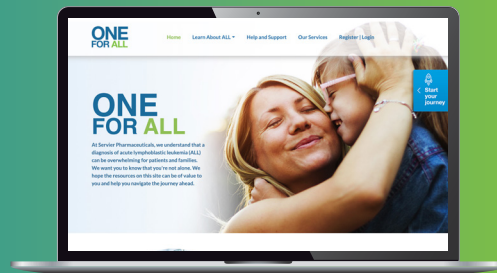 ONE
FOR ALL
Home Learn About ALL Help and Support Our Services Register | Login
Start
your
journey
ONE
FOR ALL
At Servier Pharmaceuticals, we understand that a
diagnosis of acute lymphoblastic leukemia (ALL)
can be overwhelming for patients and families.
We want you to know that you're not alone. We
hope the resources on this site can be of value to
you and help you navigate the journey ahead.